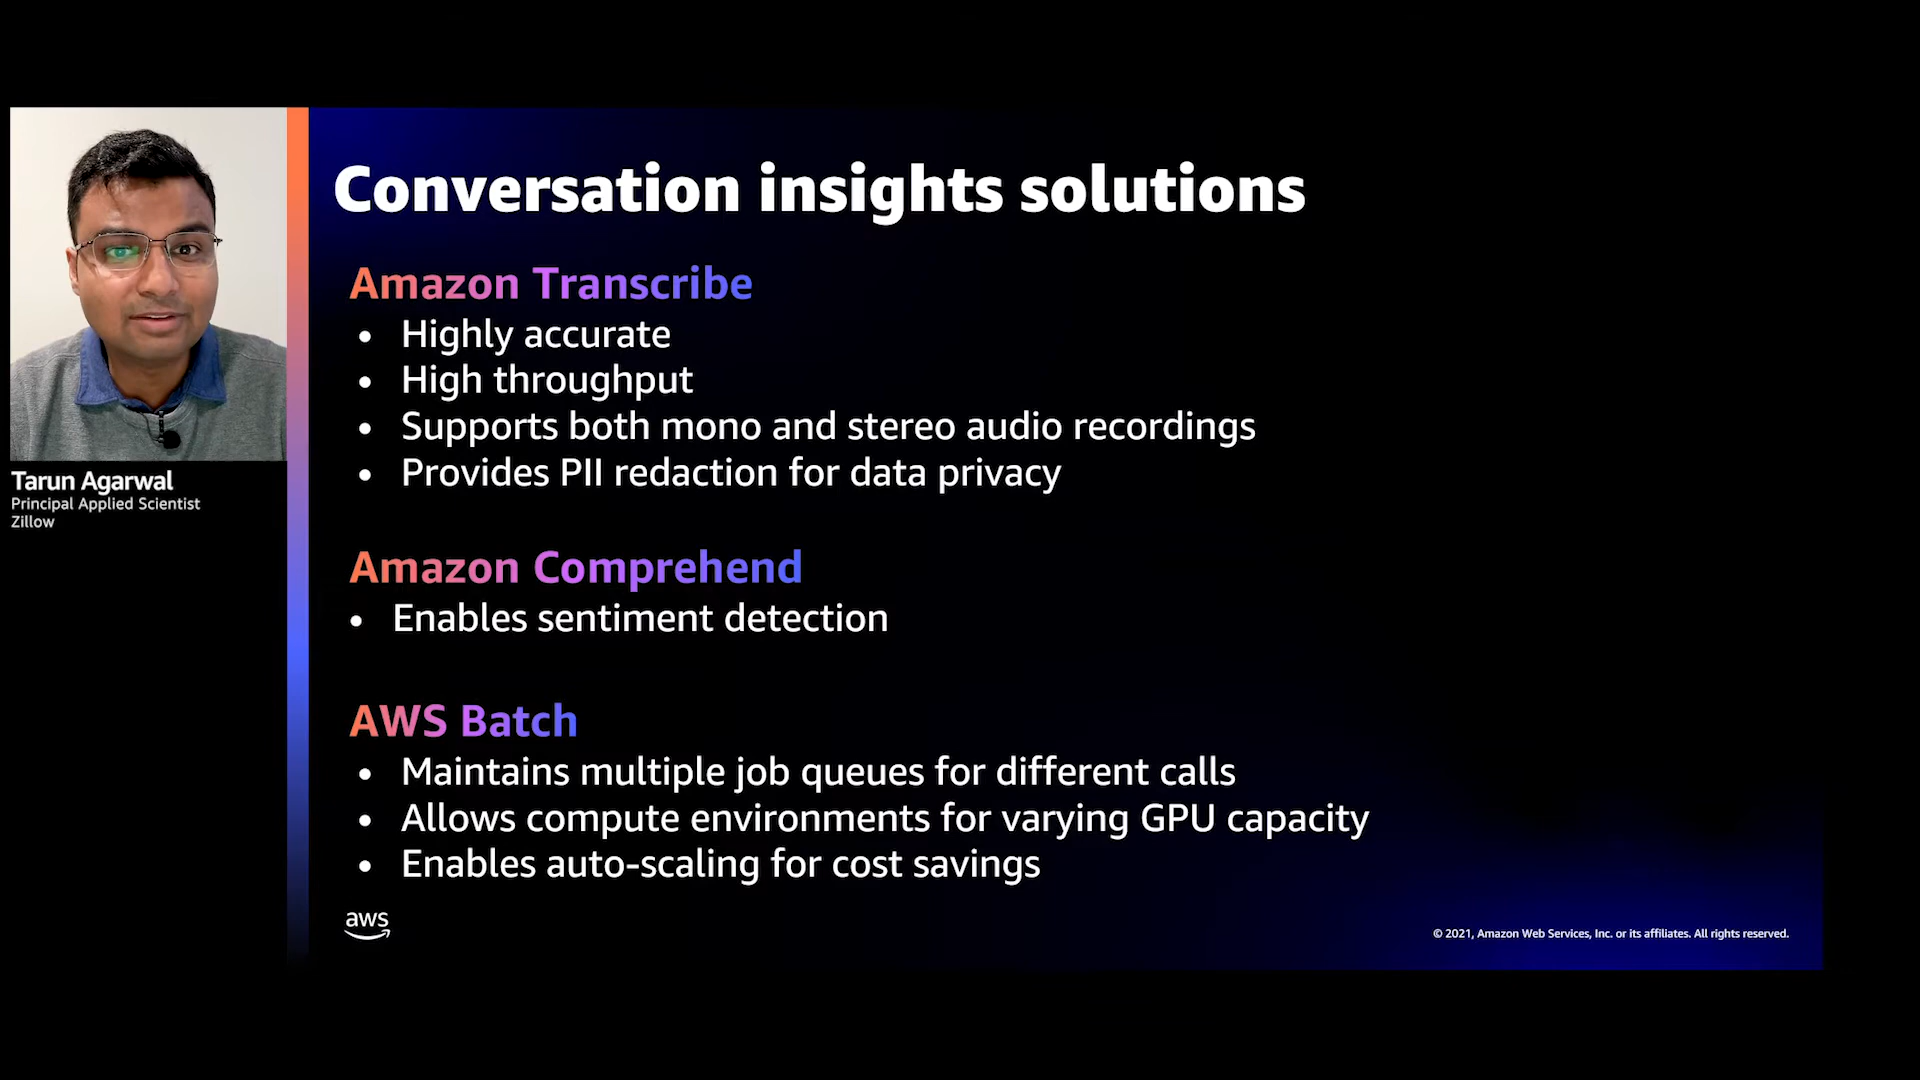 Conversation insights solutions
Amazon Transcribe
• Highly accurate
• High throughput
• Supports both mono and stereo audio recordings
• Provides PII redaction for data privacy
Tarun Agarwal
Principal Applied Scientist
Zillow
Amazon Comprehend
• Enables sentiment detection
AWS Batch
• Maintains multiple job queues for different calls
• Allows compute environments for varying GPU capacity
• Enables auto-scaling for cost savings
aws
© 2021, Amazon Web Services, Inc. or its affiliates. All rights reserved.